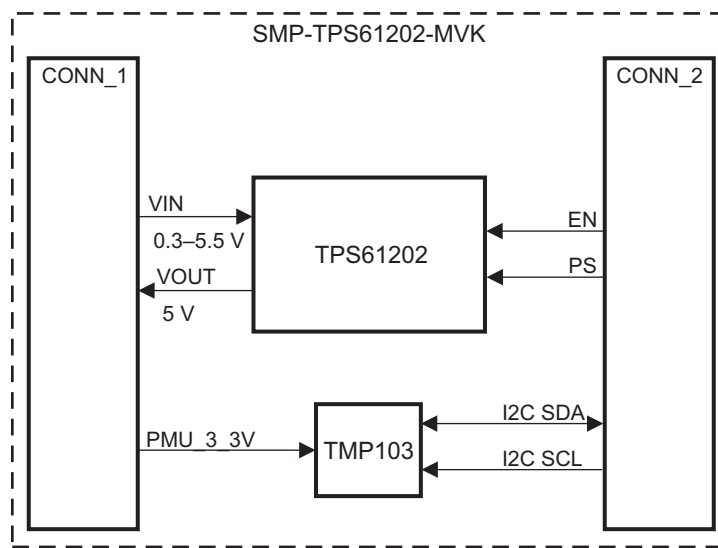 SMP-TPS61202-MVK
CONN_1
CONN_2
VIN
0.3–5.5 V
VOUT
5 V
TPS61202
EN
PS
PMU_3_3V
TMP103
I2C SDA
I2C SCL